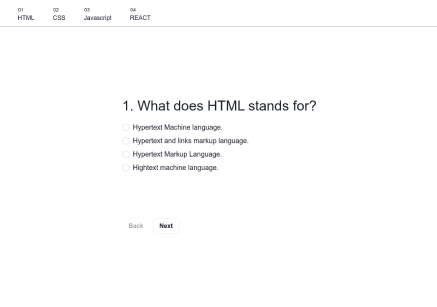 01 02 03 04
HTML CSS Javascript REACT
1. What does HTML stands for?
Hypertext Machine language.
Hypertext and links markup language.
Hypertext Markup Language.
Hightext machine language.
Back Next